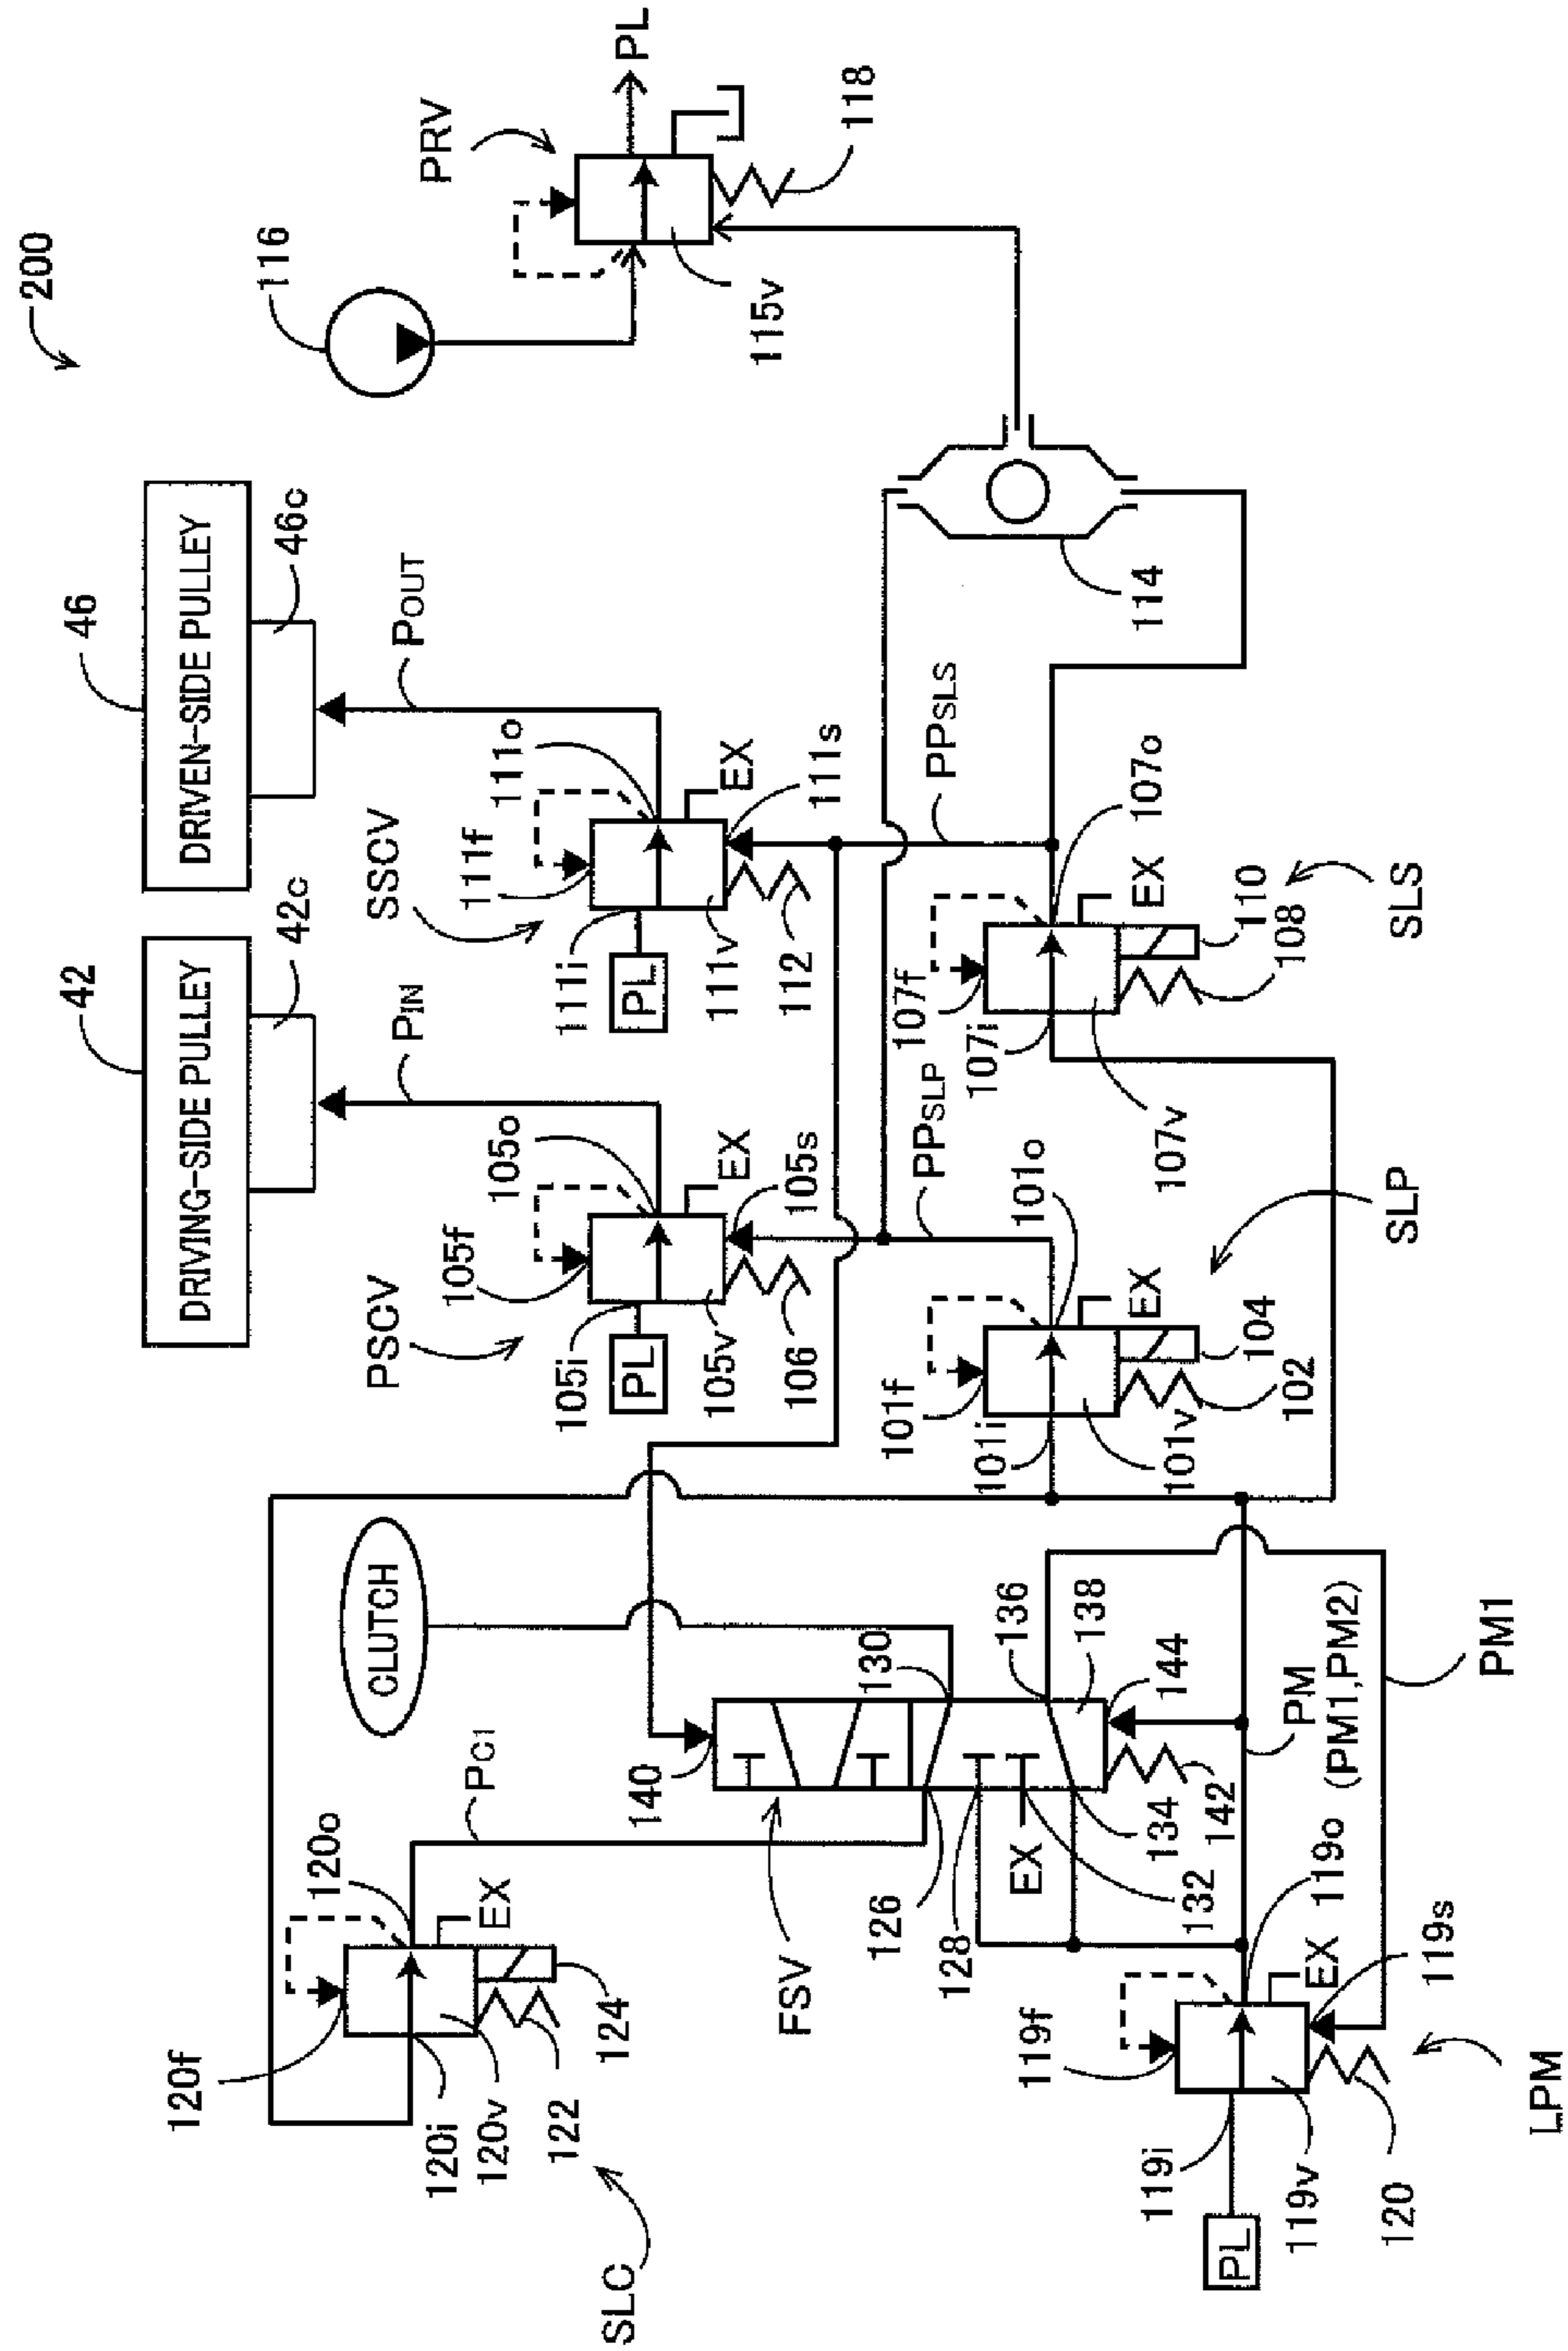 200
42
DRIVING-SIDE PULLEY
42c
46
DRIVEN-SIDE PULLEY
46c
116
PRV
PL
115v
118
PIN
POUT
PSCV
105f
105o
105i
PL
105v
106
EX
105s
SSCV
111f
111o
111i
PL
111v
112
EX
111s
PPSLP
PPSLS
114
101f
101i
101o
101v
EX
104
102
SLP
107f
107i
107o
107v
EX
110
108
SLS
CLUTCH
120f
120o
120i
120v
EX
122
124
SLC
PC1
FSV
140
126
128
130
EX
132
134
136
138
142
144
PM
(PM1,PM2)
PM1
119f
119i
119o
119v
EX
119s
120
PL
LPM